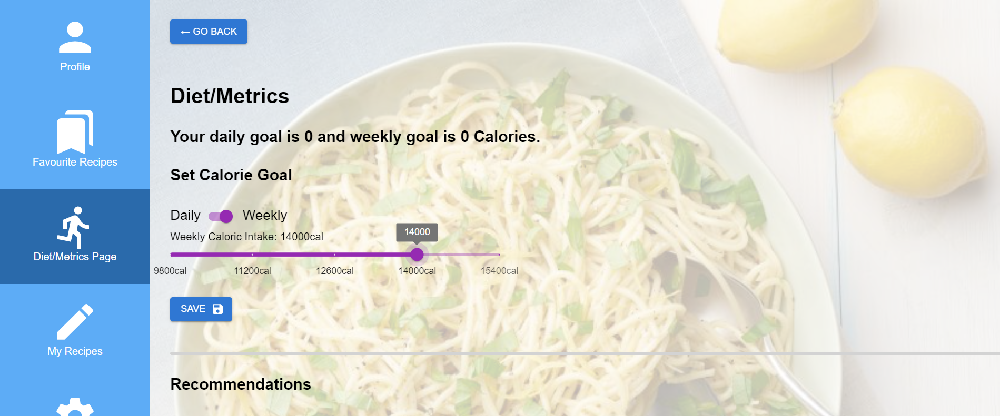 Profile
Favourite Recipes
Diet/Metrics Page
My Recipes
← GO BACK
Diet/Metrics
Your daily goal is 0 and weekly goal is 0 Calories.
Set Calorie Goal
Daily Weekly
Weekly Caloric Intake: 14000cal
14000
9800cal 11200cal 12600cal 14000cal 15400cal
SAVE
Recommendations